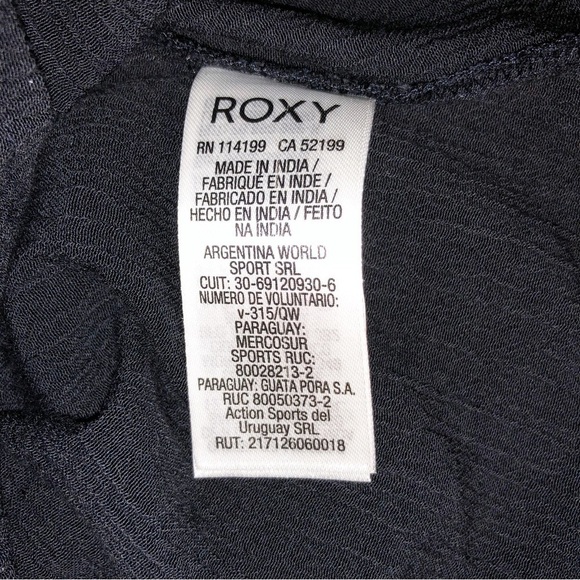 ROXY
RN 114199 CA 52199
MADE IN INDIA /
FABRIQUÉ EN INDE /
FABRICADO EN INDIA /
HECHO EN INDIA / FEITO
NA INDIA
ARGENTINA WORLD
SPORT SRL
CUIT: 30-69120930-6
NUMERO DE VOLUNTARIO:
v-315/QW
PARAGUAY:
MERCOSUR
SPORTS RUC:
80028213-2
PARAGUAY: GUATA PORA S.A.
RUC 80050373-2
Action Sports del
Uruguay SRL
RUT: 217126060018